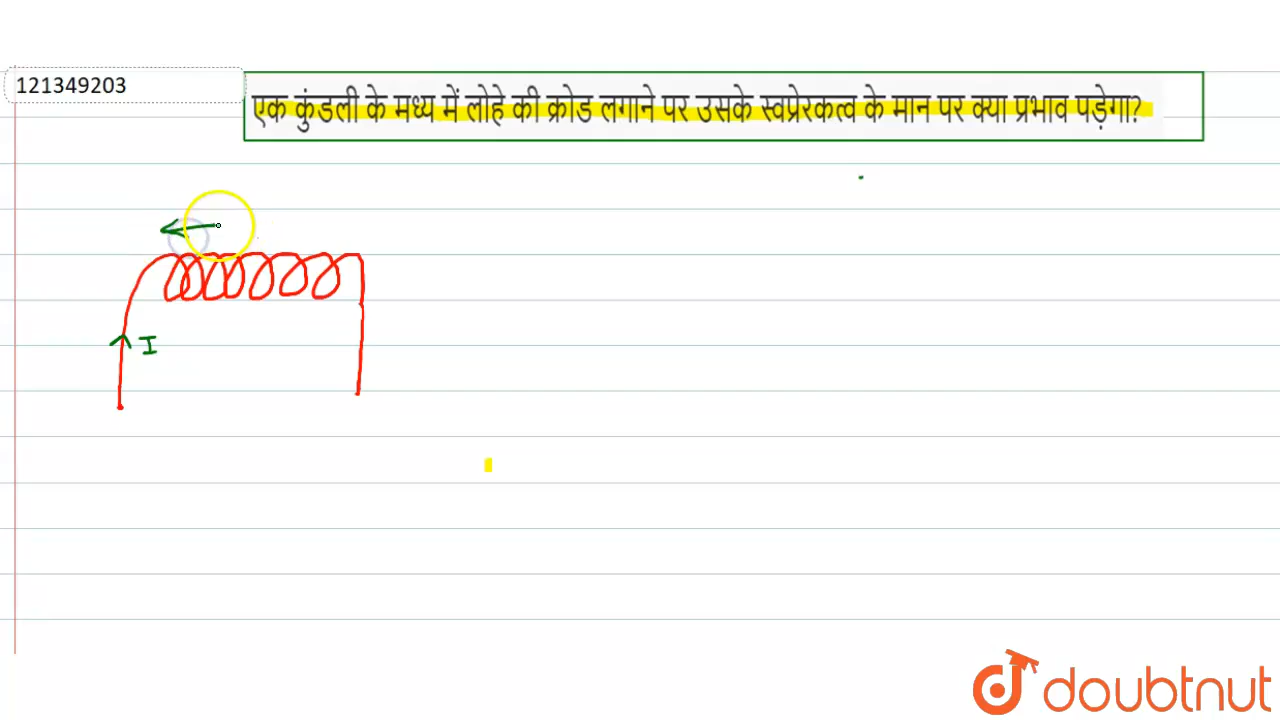 121349203
एक कुंडली के मध्य में लोहे की क्रोड लगाने पर उसके स्वप्रेरकत्व के मान पर क्या प्रभाव पड़ेगा?
I
doubtnut